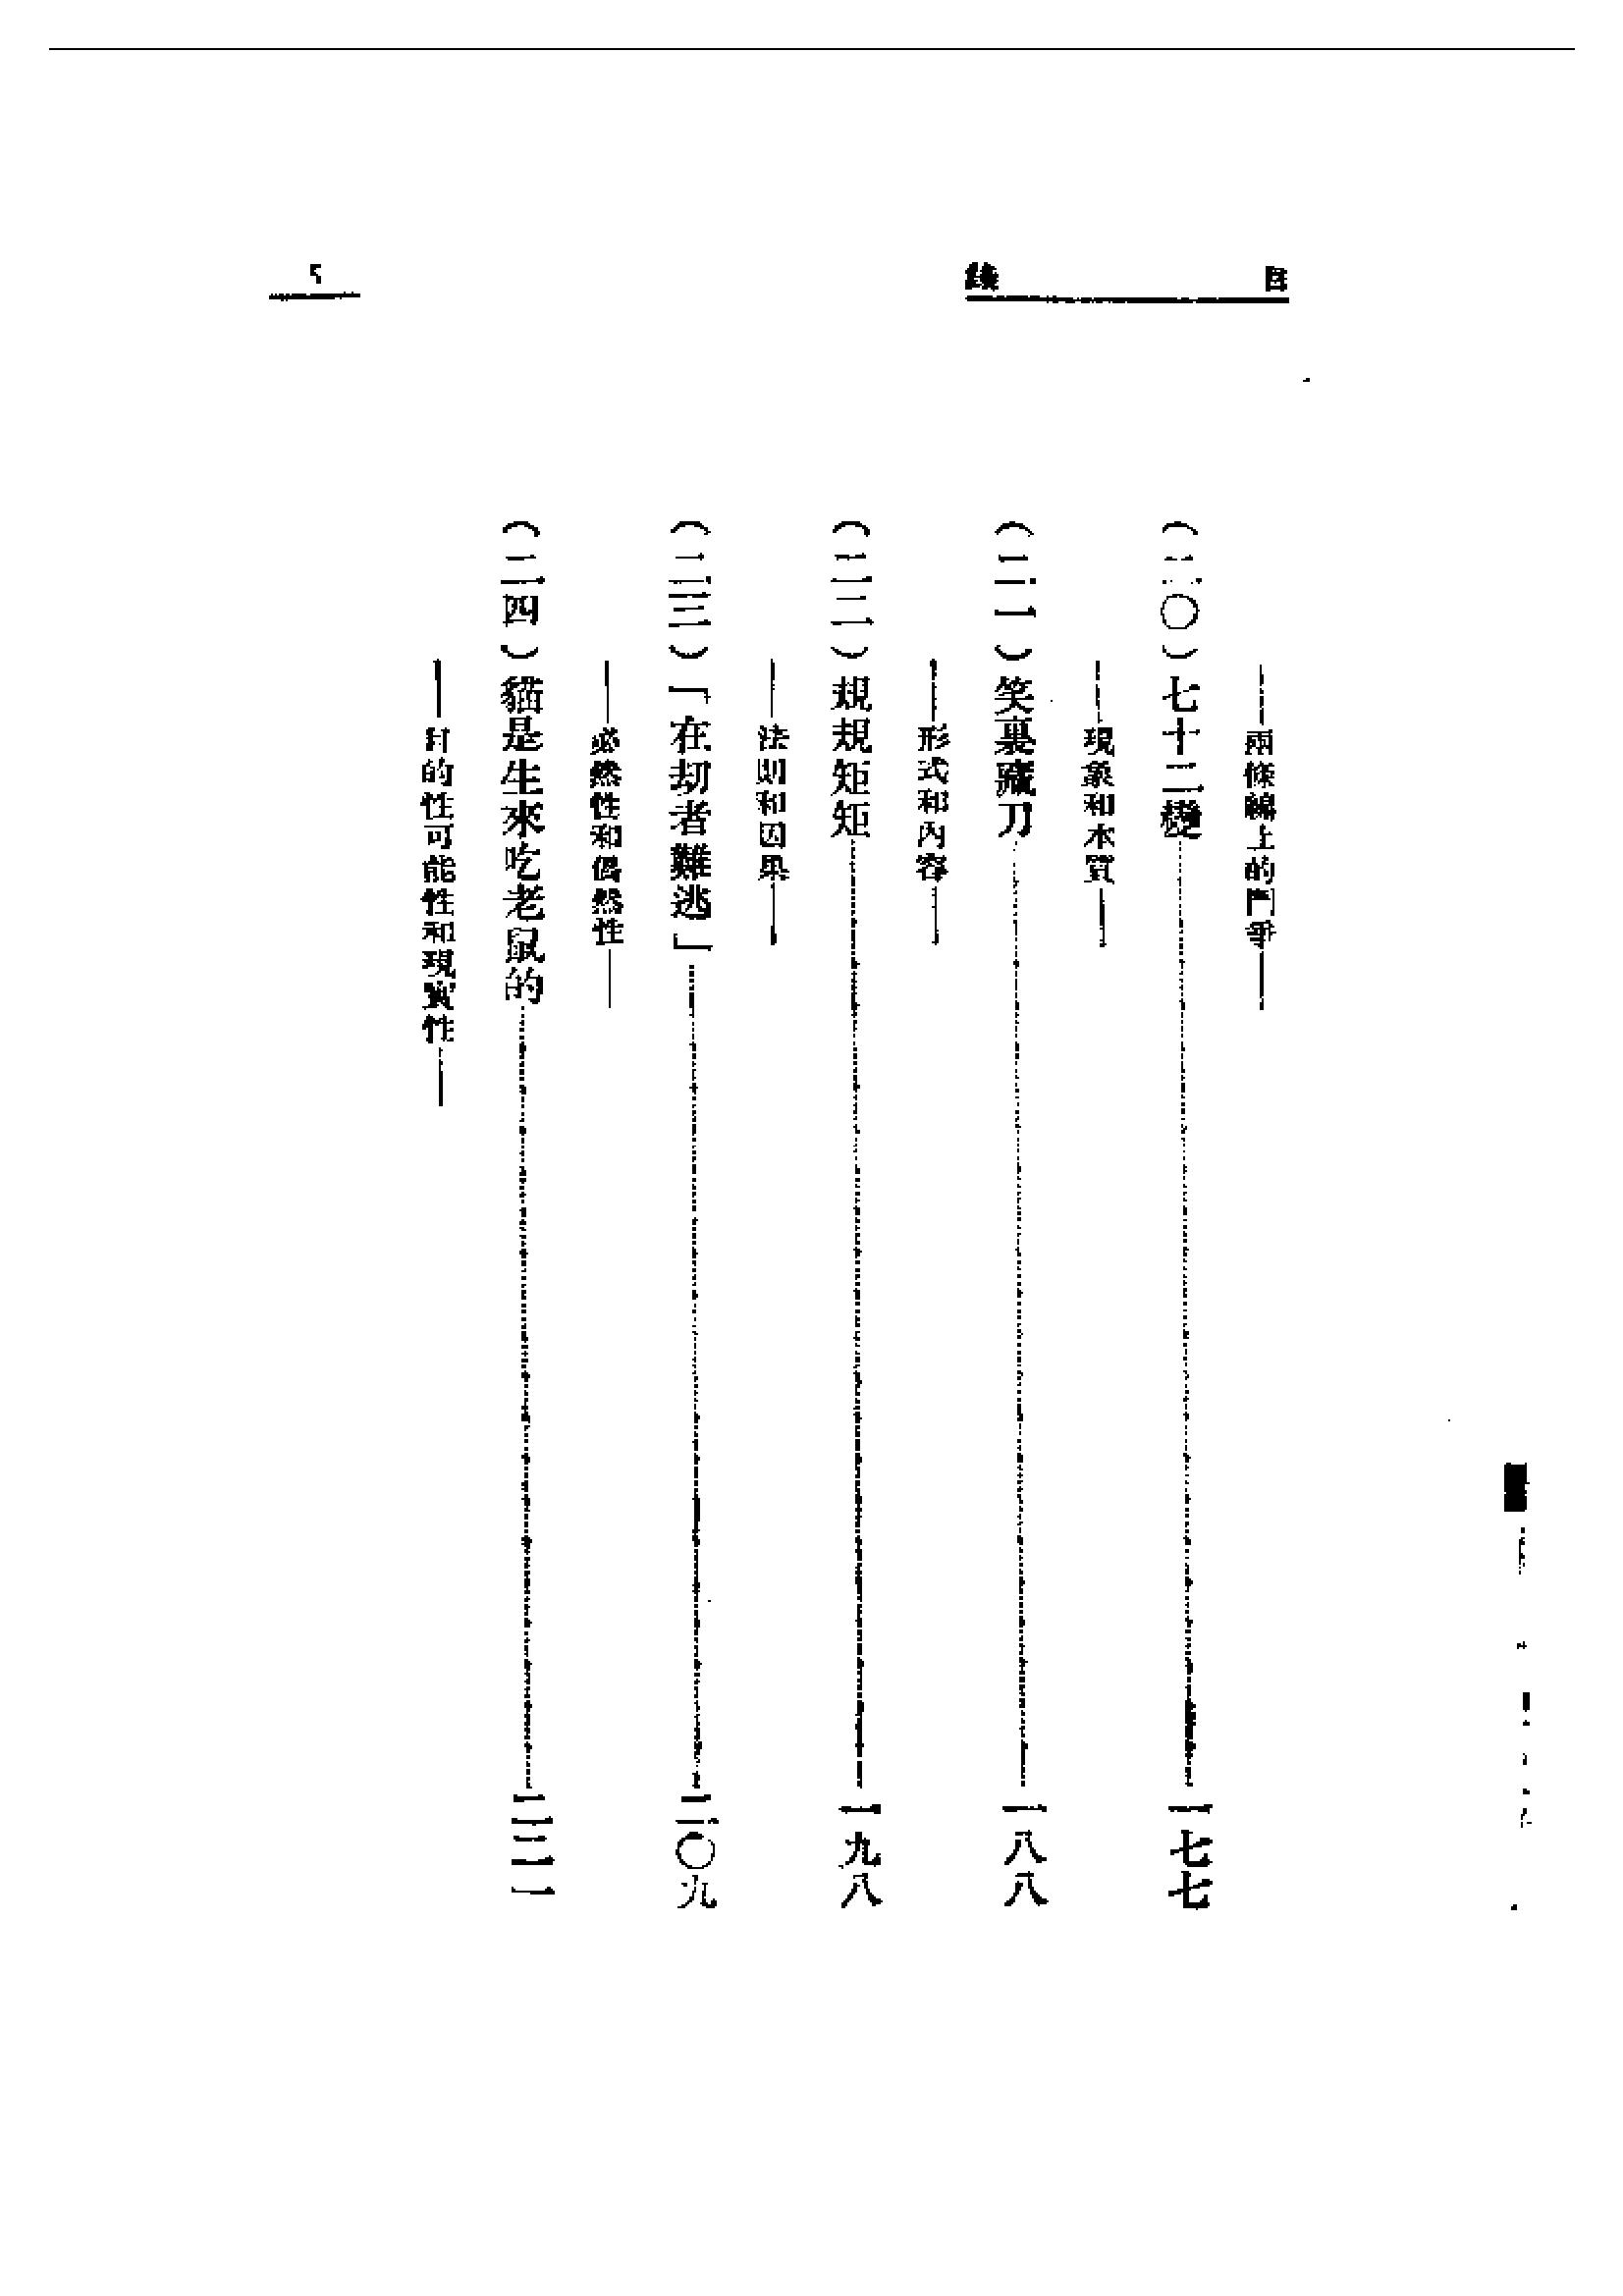 目錄
5
——兩條線上的鬥爭——
(二〇)七十二變……一七七
——現象和本質——
(二一)笑裏藏刀……一八八
——形式和內容——
(二二)規規矩矩……一九八
——法則和因果——
(二三)「在劫者難逃」……二〇九
——必然性和偶然性——
(二四)貓是生來吃老鼠的……二二一
——目的性可能性和現實性——